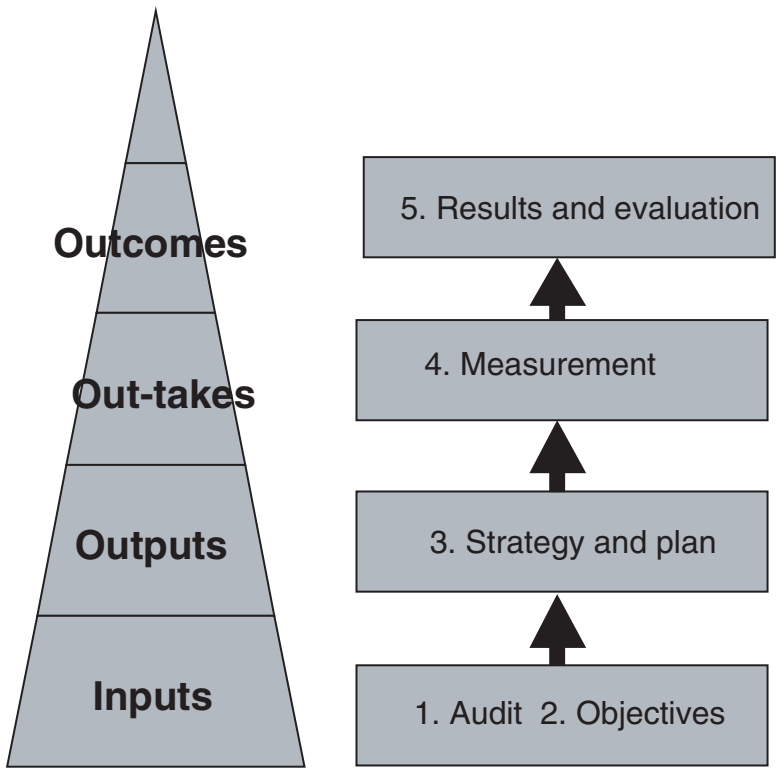 Outcomes
Out-takes
Outputs
Inputs
5. Results and evaluation
4. Measurement
3. Strategy and plan
1. Audit 2. Objectives